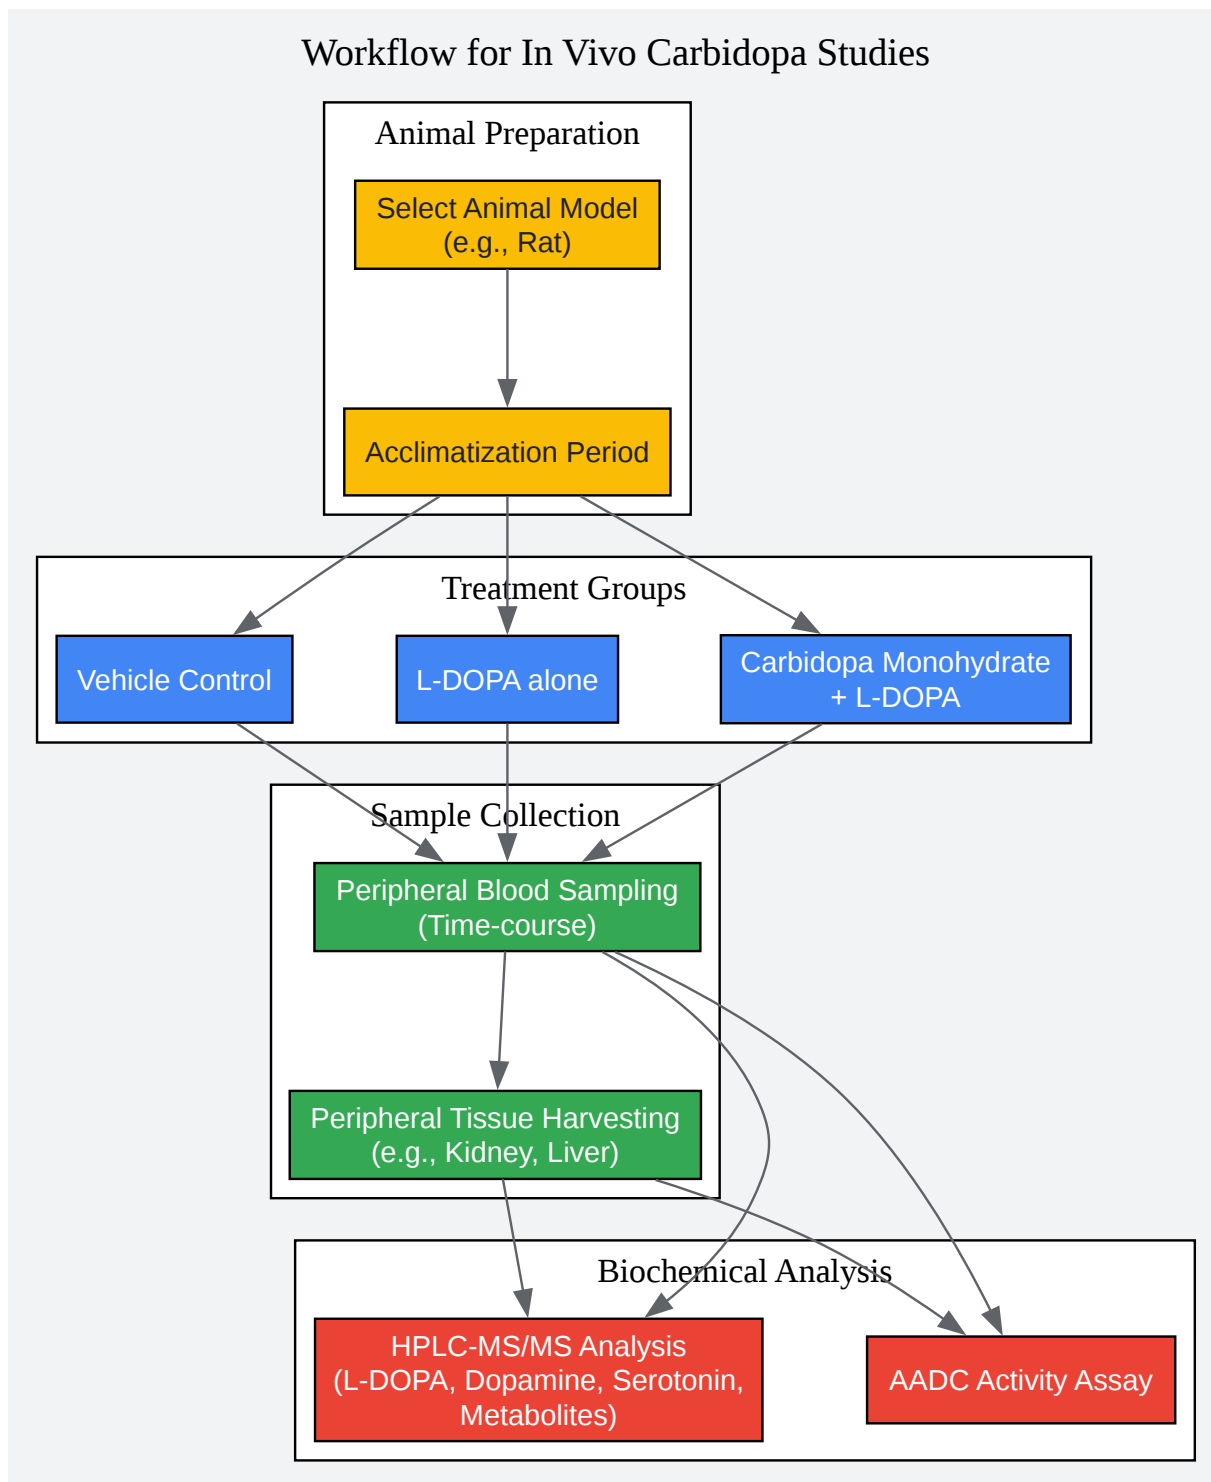 Workflow for In Vivo Carbidopa Studies
Animal Preparation
Select Animal Model
(e.g., Rat)
Acclimatization Period
Treatment Groups
Vehicle Control
L-DOPA alone
Carbidopa Monohydrate
+ L-DOPA
Sample Collection
Peripheral Blood Sampling
(Time-course)
Peripheral Tissue Harvesting
(e.g., Kidney, Liver)
Biochemical Analysis
HPLC-MS/MS Analysis
(L-DOPA, Dopamine, Serotonin,
Metabolites)
AADC Activity Assay